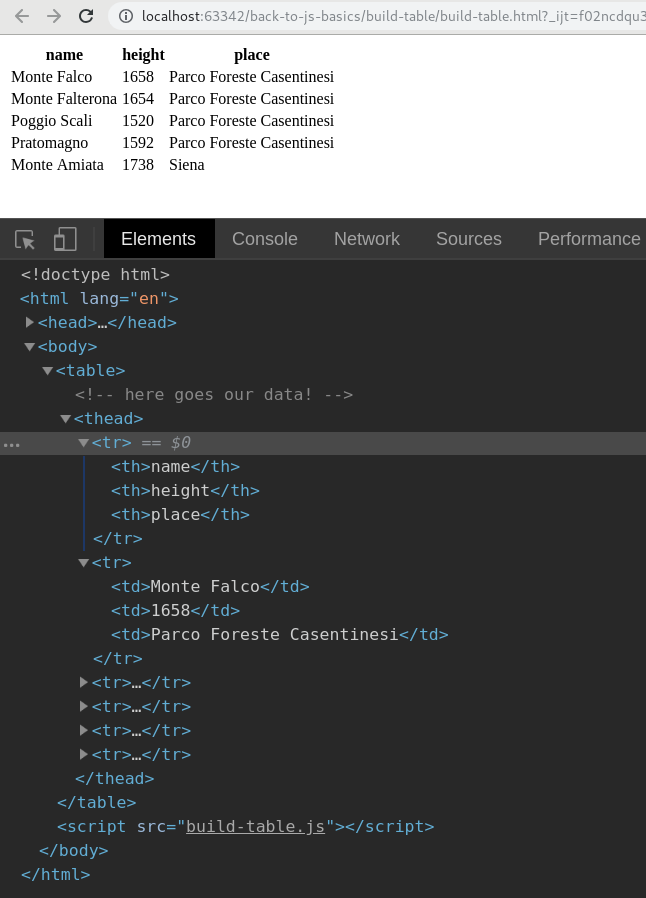 localhost:63342/back-to-js-basics/build-table/build-table.html?_ijt=f02ncdqu3
name height place
Monte Falco 1658 Parco Foreste Casentinesi
Monte Falterona 1654 Parco Foreste Casentinesi
Poggio Scali 1520 Parco Foreste Casentinesi
Pratomagno 1592 Parco Foreste Casentinesi
Monte Amiata 1738 Siena
Elements Console Network Sources Performance
<!doctype html>
<html lang="en">
<head>…</head>
<body>
<table>
<!-- here goes our data! -->
<thead>
… <tr> == $0
<th>name</th>
<th>height</th>
<th>place</th>
</tr>
<tr>
<td>Monte Falco</td>
<td>1658</td>
<td>Parco Foreste Casentinesi</td>
</tr>
<tr>…</tr>
<tr>…</tr>
<tr>…</tr>
<tr>…</tr>
</thead>
</table>
<script src="build-table.js"></script>
</body>
</html>